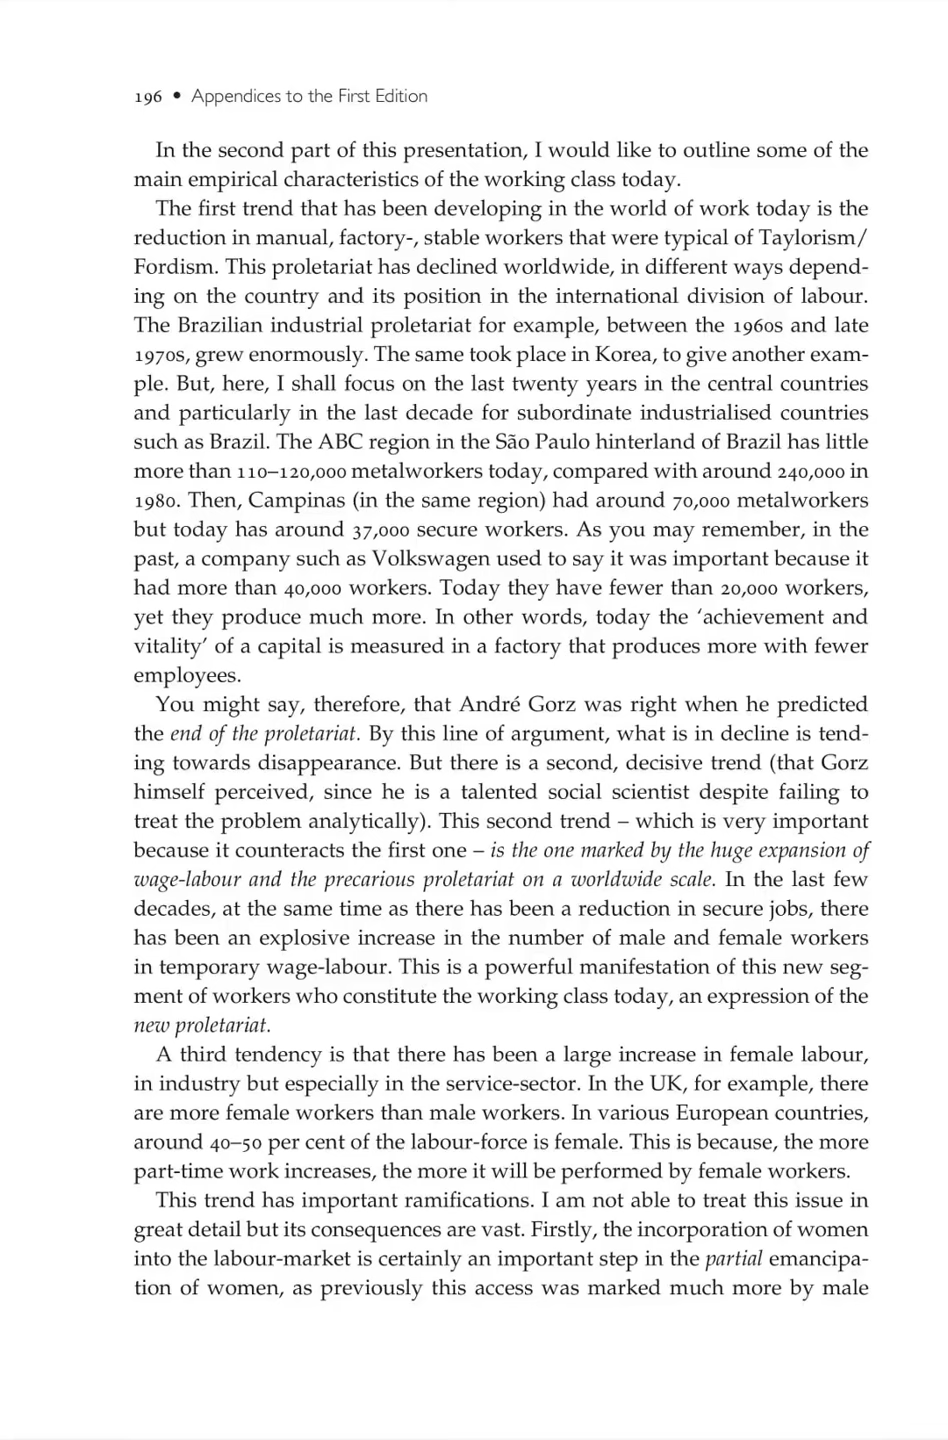 196 • Appendices to the First Edition
In the second part of this presentation, I would like to outline some of the
main empirical characteristics of the working class today.
The first trend that has been developing in the world of work today is the
reduction in manual, factory-, stable workers that were typical of Taylorism/
Fordism. This proletariat has declined worldwide, in different ways depend-
ing on the country and its position in the international division of labour.
The Brazilian industrial proletariat for example, between the 1960s and late
1970s, grew enormously. The same took place in Korea, to give another exam-
ple. But, here, I shall focus on the last twenty years in the central countries
and particularly in the last decade for subordinate industrialised countries
such as Brazil. The ABC region in the São Paulo hinterland of Brazil has little
more than 110–120,000 metalworkers today, compared with around 240,000 in
1980. Then, Campinas (in the same region) had around 70,000 metalworkers
but today has around 37,000 secure workers. As you may remember, in the
past, a company such as Volkswagen used to say it was important because it
had more than 40,000 workers. Today they have fewer than 20,000 workers,
yet they produce much more. In other words, today the ‘achievement and
vitality’ of a capital is measured in a factory that produces more with fewer
employees.
You might say, therefore, that André Gorz was right when he predicted
the end of the proletariat. By this line of argument, what is in decline is tend-
ing towards disappearance. But there is a second, decisive trend (that Gorz
himself perceived, since he is a talented social scientist despite failing to
treat the problem analytically). This second trend – which is very important
because it counteracts the first one – is the one marked by the huge expansion of
wage-labour and the precarious proletariat on a worldwide scale. In the last few
decades, at the same time as there has been a reduction in secure jobs, there
has been an explosive increase in the number of male and female workers
in temporary wage-labour. This is a powerful manifestation of this new seg-
ment of workers who constitute the working class today, an expression of the
new proletariat.
A third tendency is that there has been a large increase in female labour,
in industry but especially in the service-sector. In the UK, for example, there
are more female workers than male workers. In various European countries,
around 40–50 per cent of the labour-force is female. This is because, the more
part-time work increases, the more it will be performed by female workers.
This trend has important ramifications. I am not able to treat this issue in
great detail but its consequences are vast. Firstly, the incorporation of women
into the labour-market is certainly an important step in the partial emancipa-
tion of women, as previously this access was marked much more by male